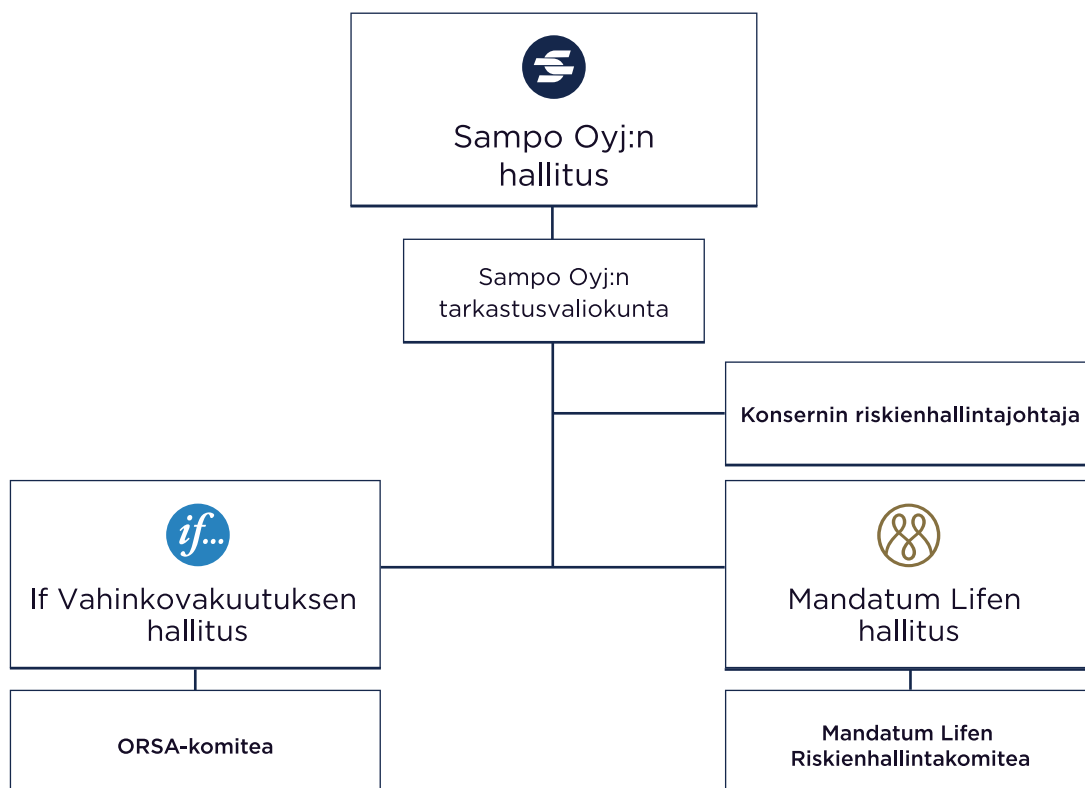 Sampo Oyj:n
hallitus
Sampo Oyj:n
tarkastusvaliokunta
Konsernin riskienhallintajohtaja
if...
If Vahinkovakuutuksen
hallitus
Mandatum Lifen
hallitus
ORSA-komitea
Mandatum Lifen
Riskienhallintakomitea